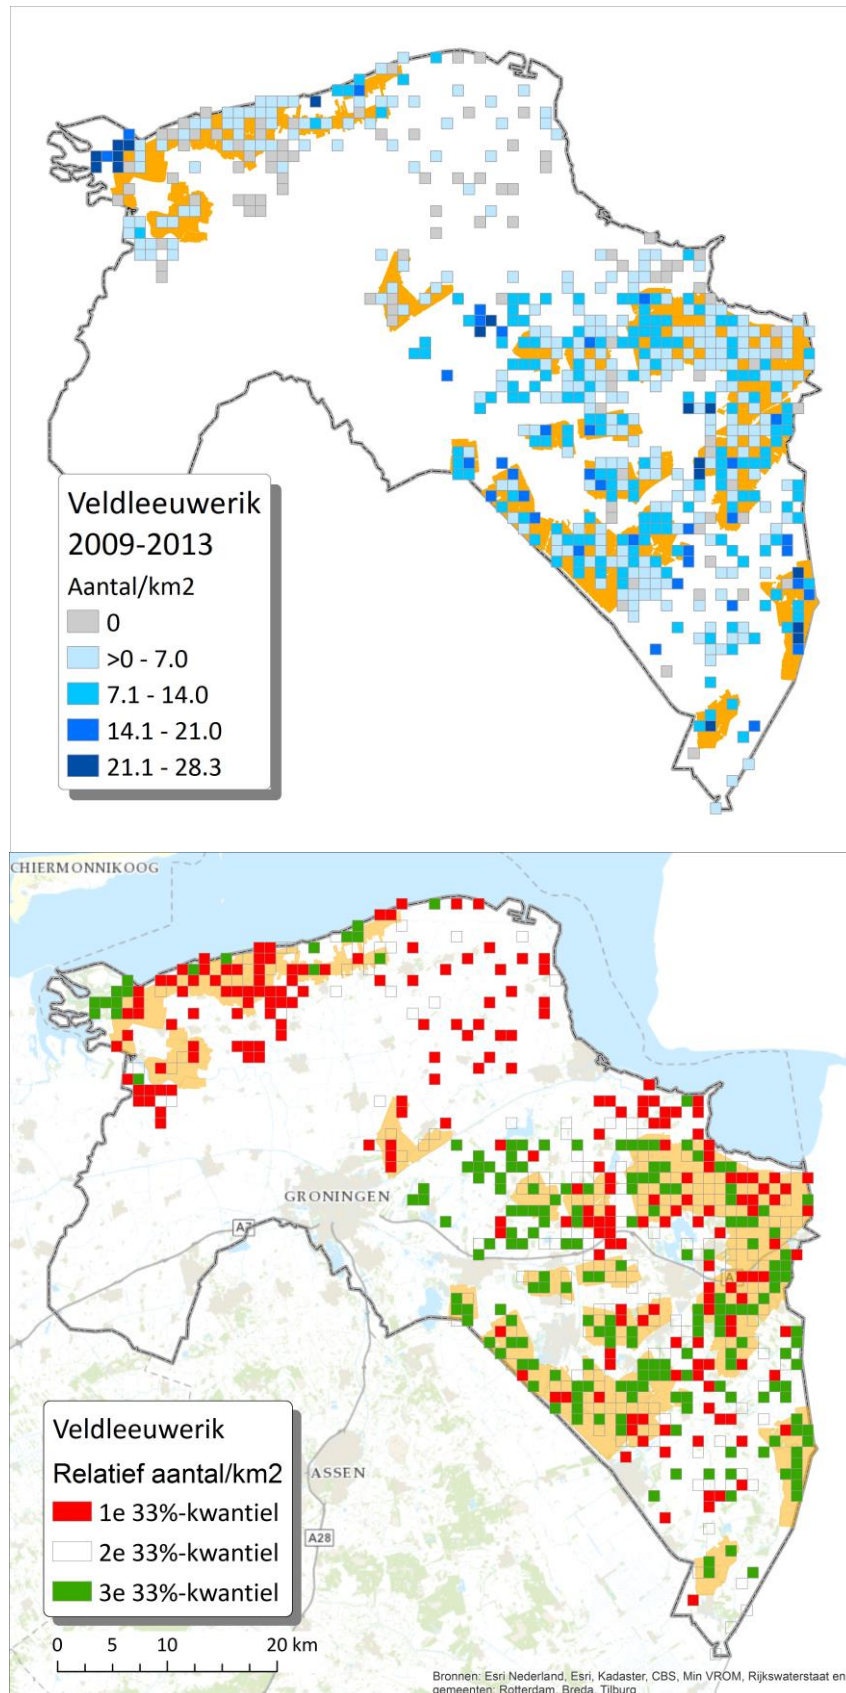 Veldleeuwerik
2009-2013
Aantal/km2
0
>0 - 7.0
7.1 - 14.0
14.1 - 21.0
21.1 - 28.3
CHIERMONNIKOOG
GRONINGEN
A7
A
Veldleeuwerik
Relatief aantal/km2
1e 33%-kwantiel
2e 33%-kwantiel
3e 33%-kwantiel
ASSEN
A28
0 5 10 20 km
Bronnen: Esri Nederland, Esri, Kadaster, CBS, Min VROM, Rijkswaterstaat en
gemeenten: Rotterdam, Breda, Tilburg